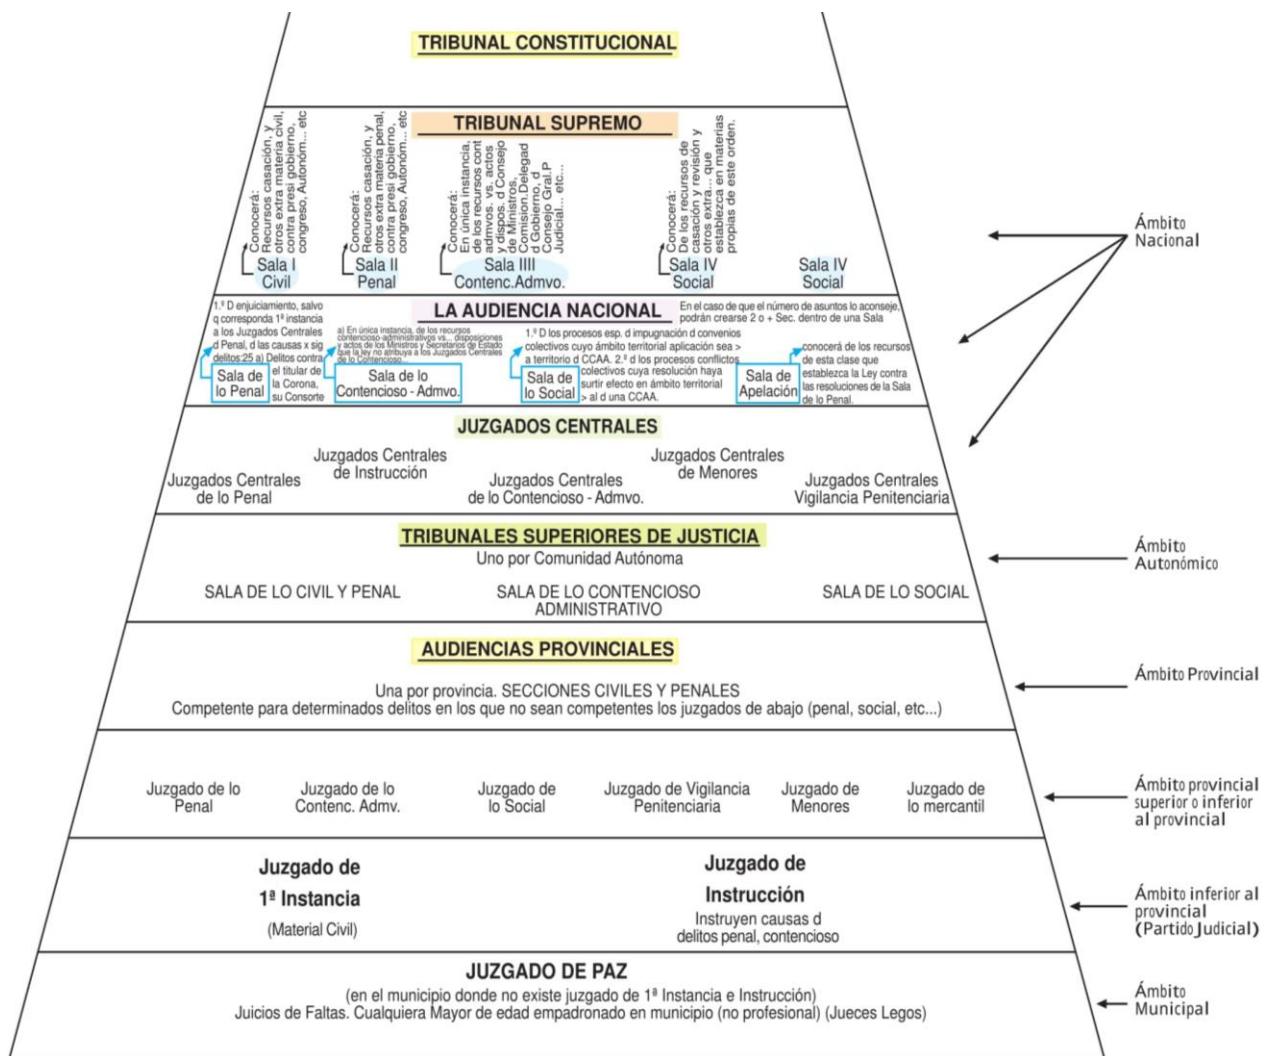 TRIBUNAL CONSTITUCIONAL
TRIBUNAL SUPREMO
Conocerá:
Recursos casación, y
otros extra materia civil,
contra presi gobierno,
congreso, Autonóm... etc
Sala I
Civil
Conocerá:
Recursos casación, y
otros extra materia penal,
contra presi gobierno,
congreso, Autonóm... etc
Sala II
Penal
Conocerá:
En única instancia,
de los recursos cont
admvos. vs. actos
y dispos. d Consejo
de Ministros,
Comision.Delegad
d Gobierno, d
Consejo Gral.P
Judicial... etc...
Sala IIII
Contenc.Admvo.
Conocerá:
De los recursos de
casación y revisión y
otros extra... que
establezca en materias
propias de este orden.
Sala IV
Social
Sala IV
Social
Ámbito
Nacional
LA AUDIENCIA NACIONAL
En el caso de que el número de asuntos lo aconseje,
podrán crearse 2 o + Sec. dentro de una Sala
1.º D enjuiciamiento, salvo
q corresponda 1ª instancia
a los Juzgados Centrales
d Penal, d las causas x sig
delitos:25 a) Delitos contra
el titular de
la Corona,
su Consorte
Sala de
lo Penal
a) En única instancia, de los recursos
contencioso-administrativos vs... disposiciones
y actos de los Ministros y Secretarios de Estado
que la ley no atribuya a los Juzgados Centrales
de lo Contencioso...
Sala de lo
Contencioso - Admvo.
1.º D los procesos esp. d impugnación d convenios
colectivos cuyo ámbito territorial aplicación sea >
a territorio d CCAA. 2.º d los procesos conflictos
colectivos cuya resolución haya
surtir efecto en ámbito territorial
> al d una CCAA.
Sala de
lo Social
Sala de
Apelación
conocerá de los recursos
de esta clase que
establezca la Ley contra
las resoluciones de la Sala
de lo Penal.
JUZGADOS CENTRALES
Juzgados Centrales
de lo Penal
Juzgados Centrales
de Instrucción
Juzgados Centrales
de lo Contencioso - Admvo.
Juzgados Centrales
de Menores
Juzgados Centrales
Vigilancia Penitenciaria
TRIBUNALES SUPERIORES DE JUSTICIA
Uno por Comunidad Autónoma
SALA DE LO CIVIL Y PENAL
SALA DE LO CONTENCIOSO
ADMINISTRATIVO
SALA DE LO SOCIAL
Ámbito
Autonómico
AUDIENCIAS PROVINCIALES
Una por provincia. SECCIONES CIVILES Y PENALES
Competente para determinados delitos en los que no sean competentes los juzgados de abajo (penal, social, etc...)
Ámbito Provincial
Juzgado de lo
Penal
Juzgado de lo
Contenc. Admv.
Juzgado de
lo Social
Juzgado de Vigilancia
Penitenciaria
Juzgado de
Menores
Juzgado de
lo mercantil
Ámbito provincial
superior o inferior
al provincial
Juzgado de
1ª Instancia
(Material Civil)
Juzgado de
Instrucción
Instruyen causas d
delitos penal, contencioso
Ámbito inferior al
provincial
(Partido Judicial)
JUZGADO DE PAZ
(en el municipio donde no existe juzgado de 1ª Instancia e Instrucción)
Juicios de Faltas. Cualquiera Mayor de edad empadronado en municipio (no profesional) (Jueces Legos)
Ámbito
Municipal